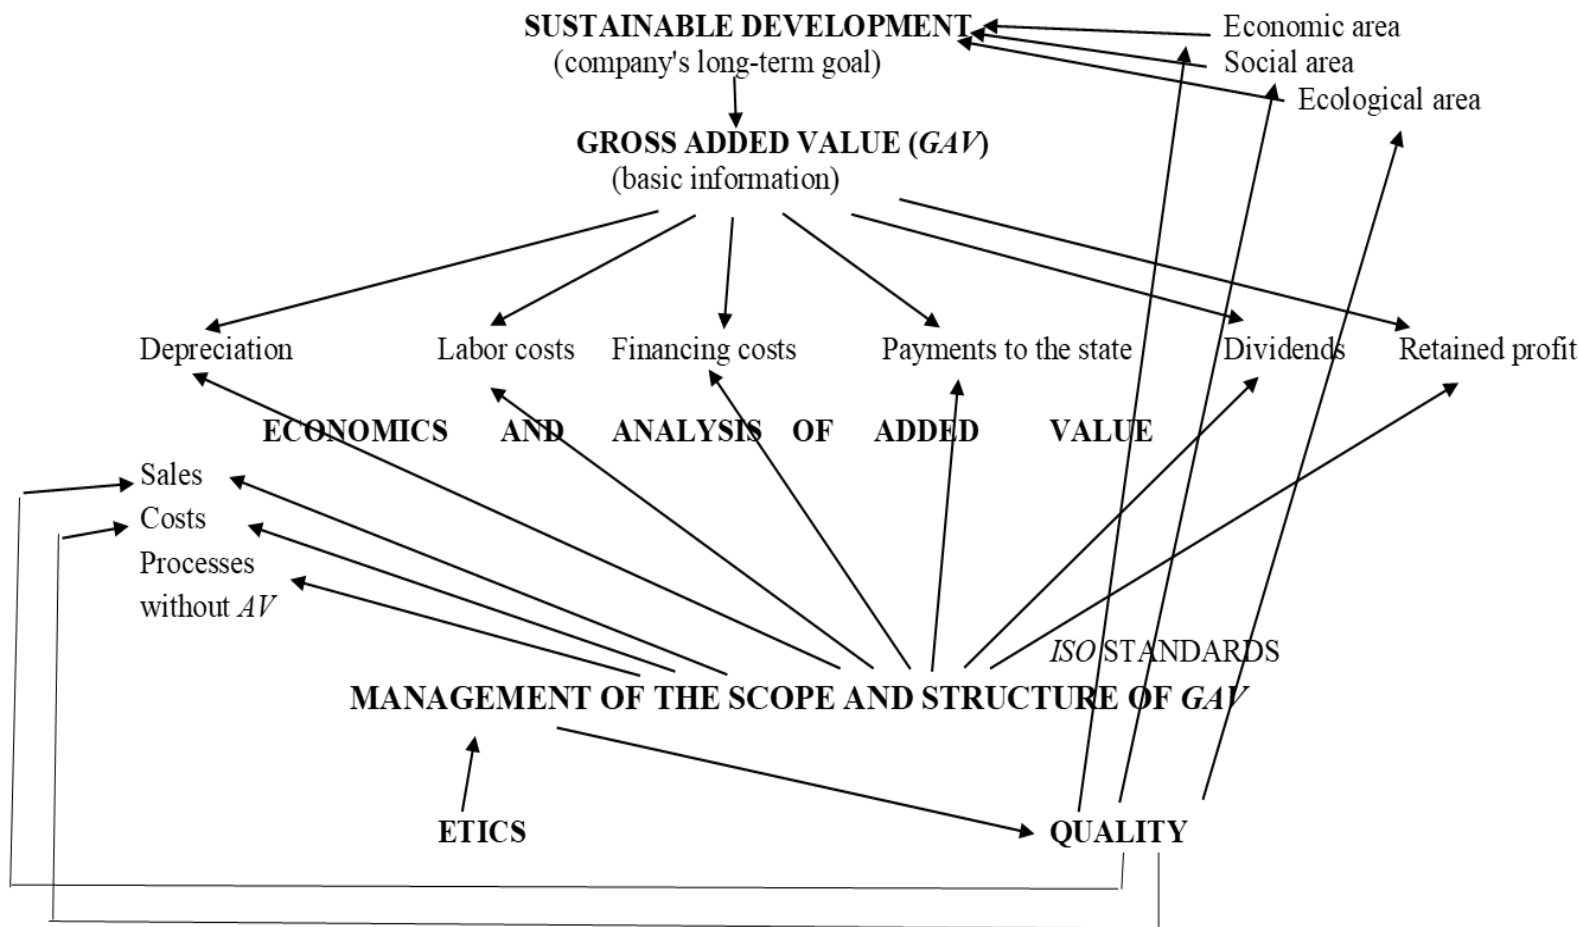 SUSTAINABLE DEVELOPMENT
Economic area
(company's long-term goal)
Social area
Ecological area
GROSS ADDED VALUE (GAV)
(basic information)
Depreciation
Labor costs
Financing costs
Payments to the state
Dividends
Retained profit
ECONOMICS AND ANALYSIS OF ADDED VALUE
Sales
Costs
Processes
without AV
ISO STANDARDS
MANAGEMENT OF THE SCOPE AND STRUCTURE OF GAV
ETICS
QUALITY